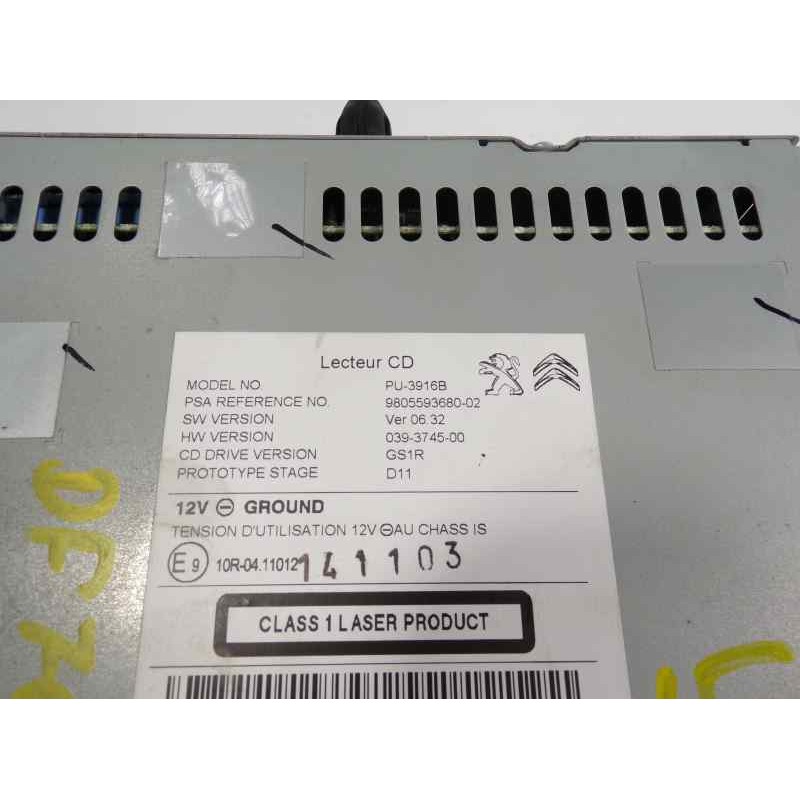 Lecteur CD
MODEL NO. PU-3916B
PSA REFERENCE NO. 9805593680-02
SW VERSION Ver 06.32
HW VERSION 039-3745-00
CD DRIVE VERSION GS1R
PROTOTYPE STAGE D11
12V ⊖ GROUND
TENSION D'UTILISATION 12V ⊖AU CHASS IS
E9 10R-04.11012 141103
CLASS 1 LASER PRODUCT